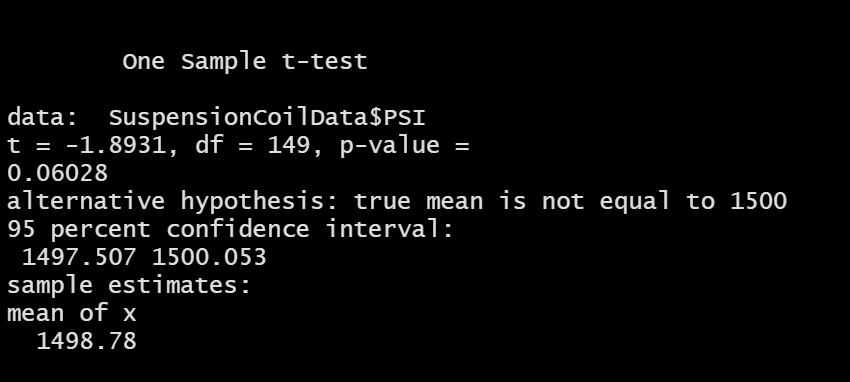 One Sample t-test
data:  SuspensionCoilData$PSI
t = -1.8931, df = 149, p-value =
0.06028
alternative hypothesis: true mean is not equal to 1500
95 percent confidence interval:
1497.507 1500.053
sample estimates:
mean of x
1498.78